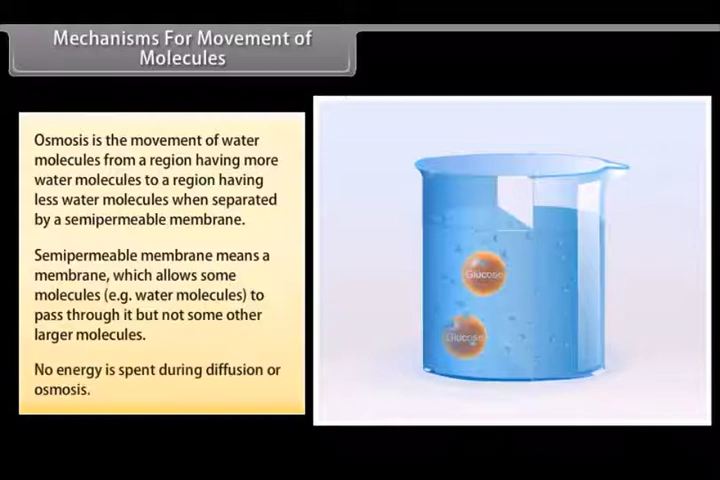 Mechanisms For Movement of
Molecules
Osmosis is the movement of water
molecules from a region having more
water molecules to a region having
less water molecules when separated
by a semipermeable membrane.
Semipermeable membrane means a
membrane, which allows some
molecules (e.g. water molecules) to
pass through it but not some other
larger molecules.
No energy is spent during diffusion or
osmosis.
Glucose
Glucose